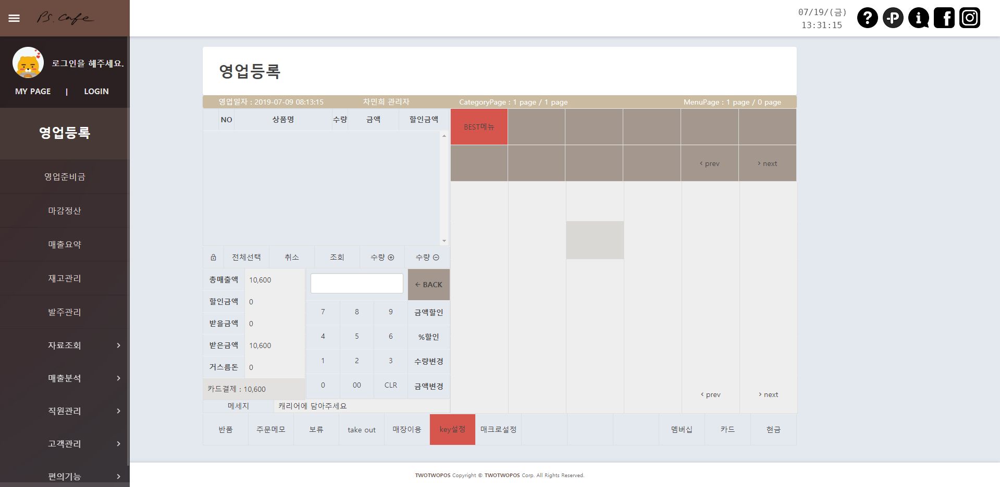 P.S. Cafe
07/19/(금)
13:31:15
로그인을 해주세요.
MY PAGE | LOGIN
영업등록
영업준비금
마감정산
매출요약
재고관리
발주관리
자료조회
매출분석
직원관리
고객관리
편의기능
영업등록
영업일자 : 2019-07-09 08:13:15 차민희 관리자 CategoryPage : 1 page / 1 page MenuPage : 1 page / 0 page
NO 상품명 수량 금액 할인금액
BEST메뉴
‹ prev › next
전체선택 취소 조회 수량 ⊕ 수량 ⊖
총매출액 10,600
할인금액 0
받을금액 0
받은금액 10,600
거스름돈 0
카드결제 : 10,600
← BACK
7 8 9 금액할인
4 5 6 %할인
1 2 3 수량변경
0 00 CLR 금액변경
메세지 캐리어에 담아주세요
‹ prev › next
반품 주문메모 보류 take out 매장이용 key설정 매크로설정 멤버십 카드 현금
TWOTWOPOS Copyright © TWOTWOPOS Corp. All Rights Reserved.